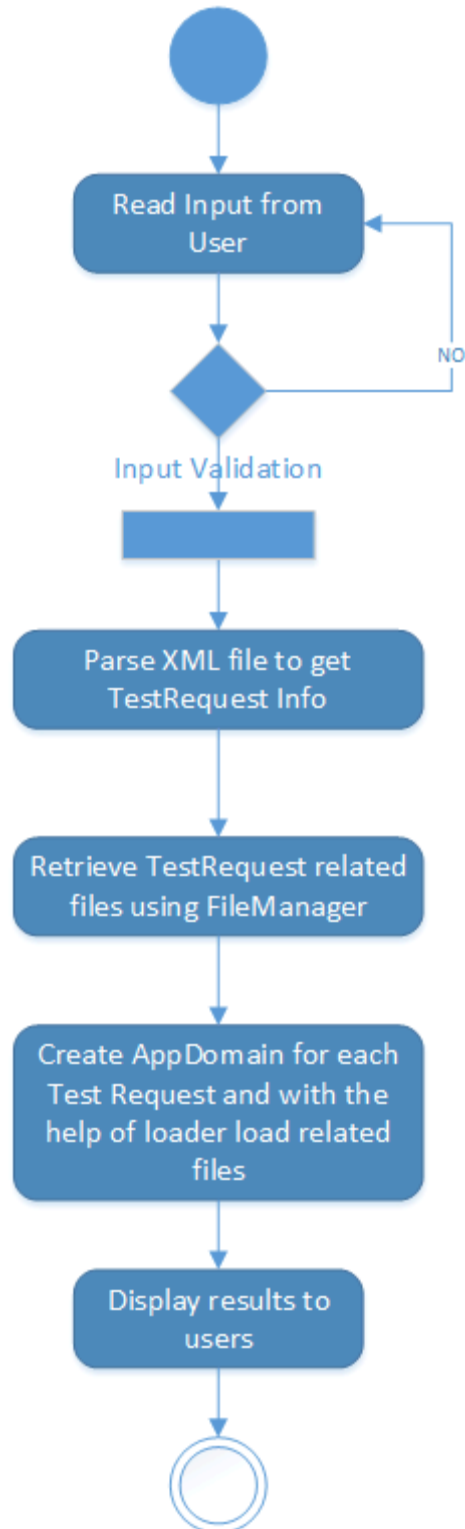 Read Input from
User
NO
Input Validation
Parse XML file to get
TestRequest Info
Retrieve TestRequest related
files using FileManager
Create AppDomain for each
Test Request and with the
help of loader load related
files
Display results to
users